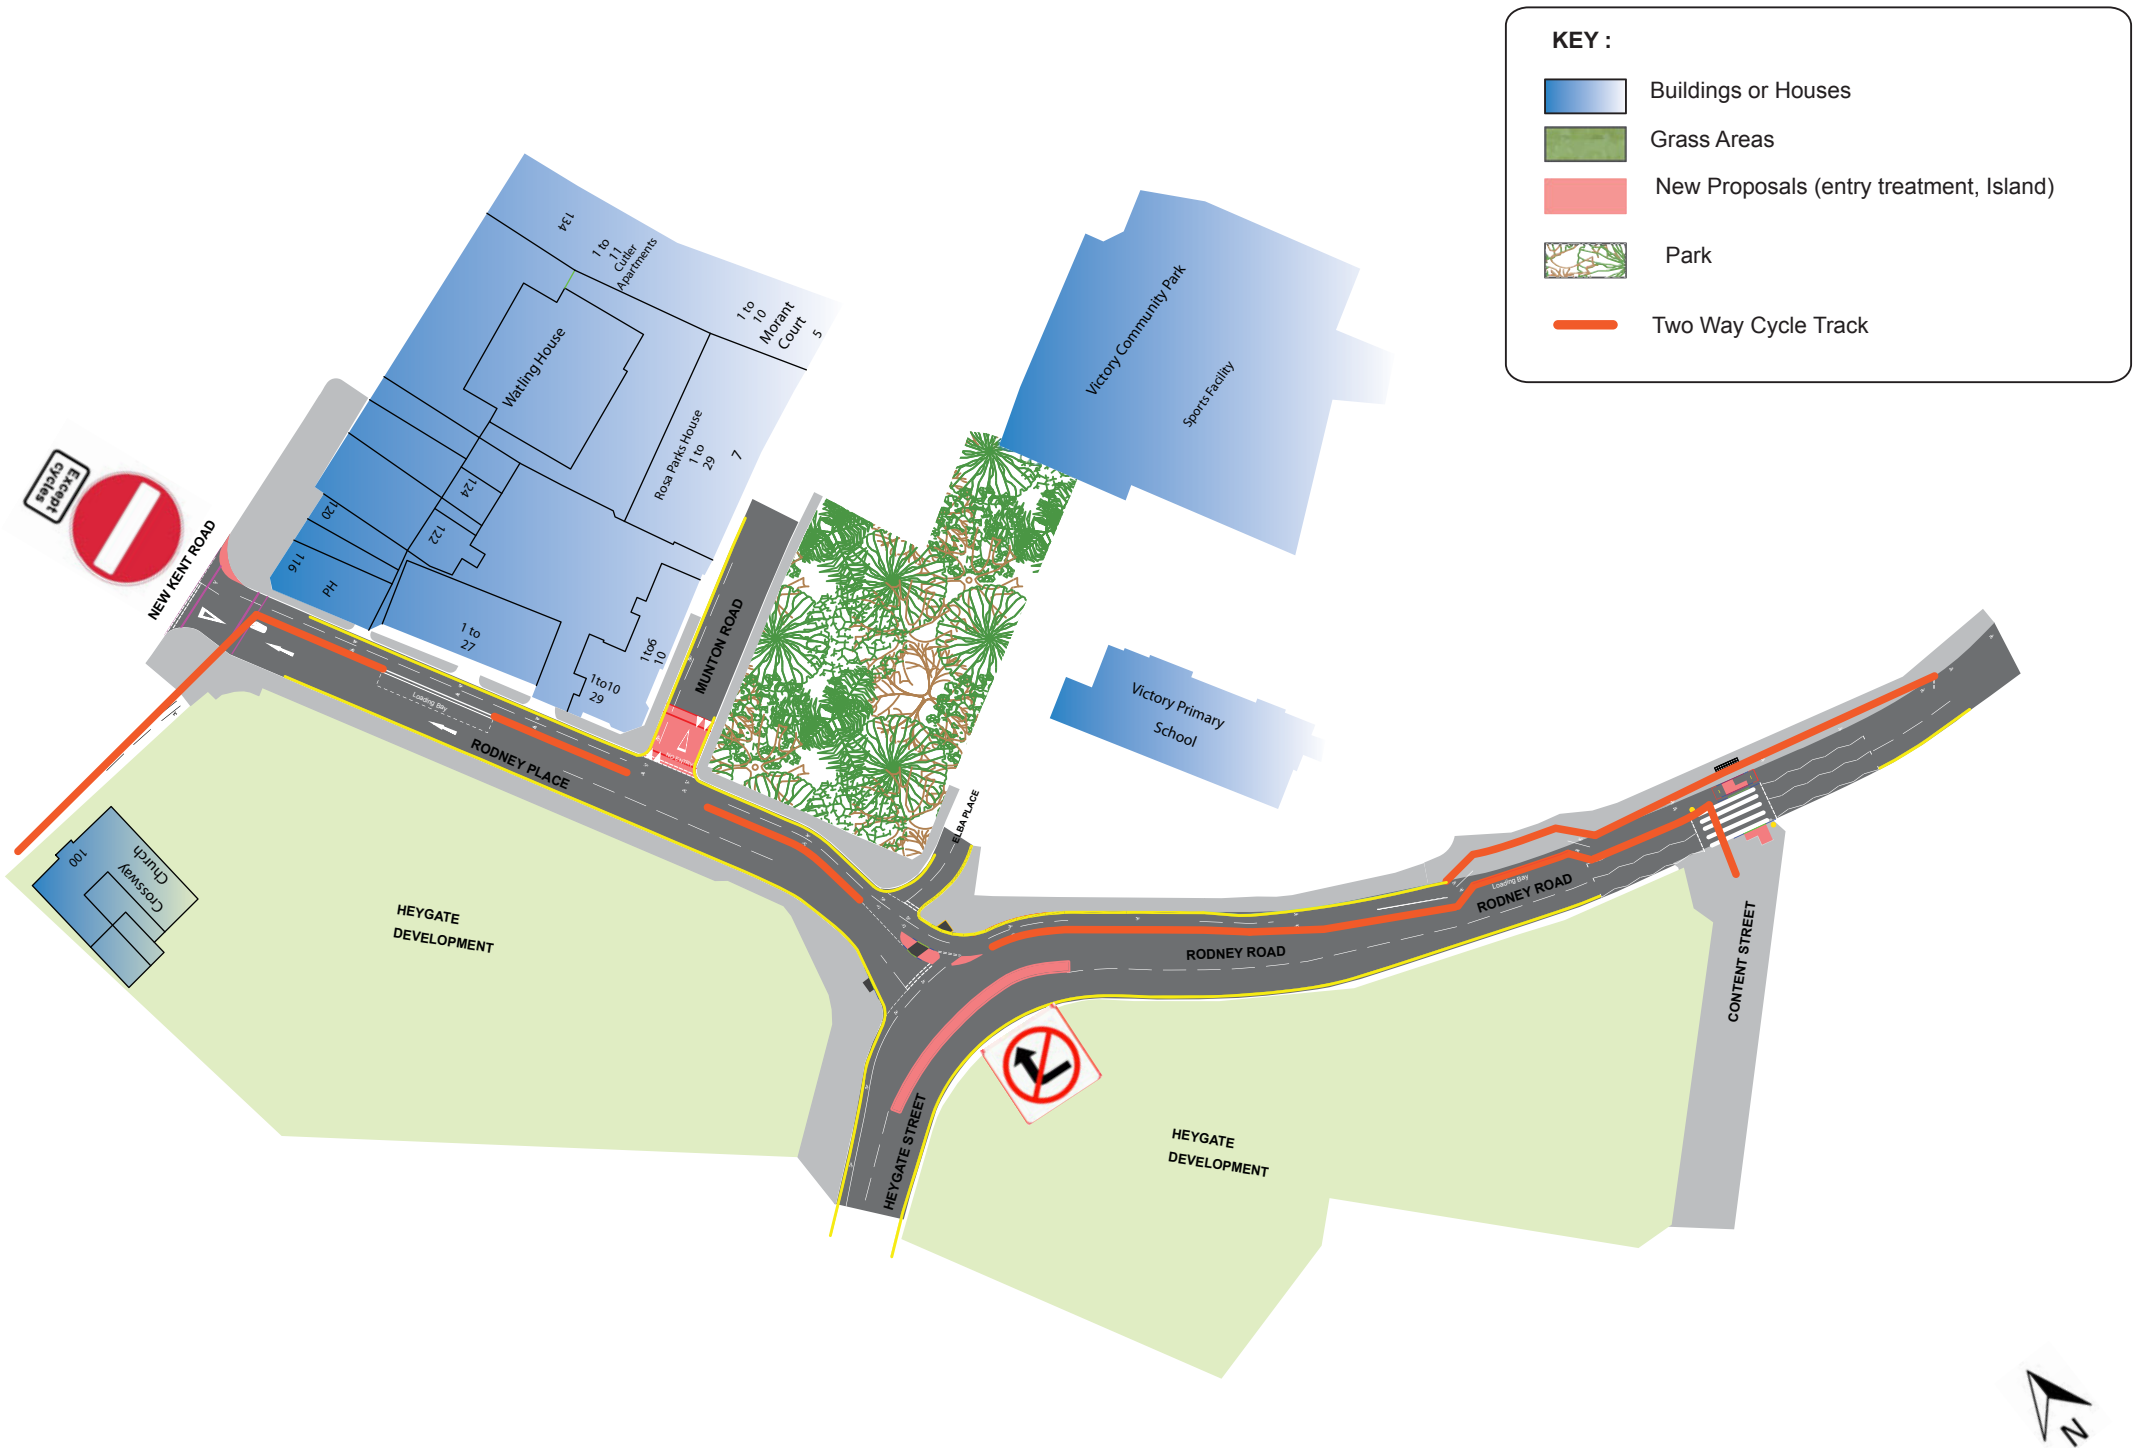 KEY :
Buildings or Houses
Grass Areas
New Proposals (entry treatment, Island)
Park
Two Way Cycle Track
134
1 to
11
Cutler
Apartments
1 to
10
Morant
Court
5
Watling House
Rosa Parks House
1 to
29
7
124
122
120
116
PH
1 to
27
1to6
10
1to10
29
Except
cycles
NEW KENT ROAD
MUNTON ROAD
Loading Bay
RODNEY PLACE
Victory Community Park
Sports Facility
Victory Primary
School
ELBA PLACE
Crossway
Church
100
HEYGATE
DEVELOPMENT
Loading Bay
RODNEY ROAD
RODNEY ROAD
CONTENT STREET
HEYGATE STREET
HEYGATE
DEVELOPMENT
N